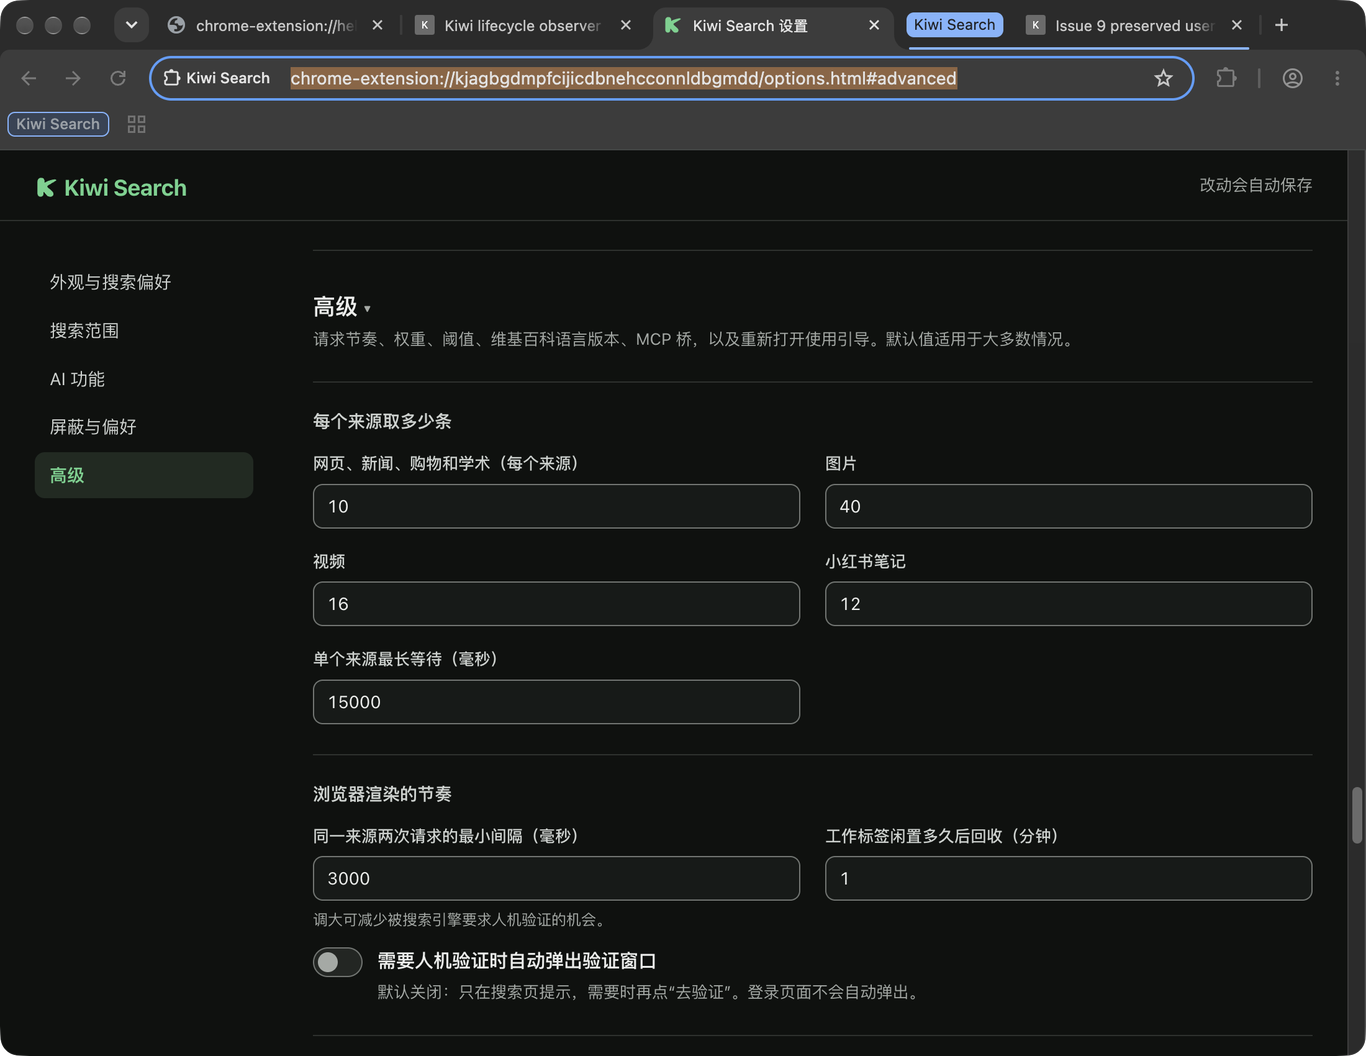 chrome-extension://he
Kiwi lifecycle observer
Kiwi Search 设置
Kiwi Search
K
K
Issue 9 preserved user
Kiwi Search
chrome-extension://kjagbgdmpfcijicdbnehcconnldbgmdd/options.html#advanced
Kiwi Search
Kiwi Search
改动会自动保存
外观与搜索偏好
搜索范围
AI 功能
屏蔽与偏好
高级
高级
请求节奏、权重、阈值、维基百科语言版本、MCP 桥，以及重新打开使用引导。默认值适用于大多数情况。
每个来源取多少条
网页、新闻、购物和学术（每个来源）
图片
10
40
视频
小红书笔记
16
12
单个来源最长等待（毫秒）
15000
浏览器渲染的节奏
同一来源两次请求的最小间隔（毫秒）
工作标签闲置多久后回收（分钟）
3000
1
调大可减少被搜索引擎要求人机验证的机会。
需要人机验证时自动弹出验证窗口
默认关闭：只在搜索页提示，需要时再点“去验证”。登录页面不会自动弹出。